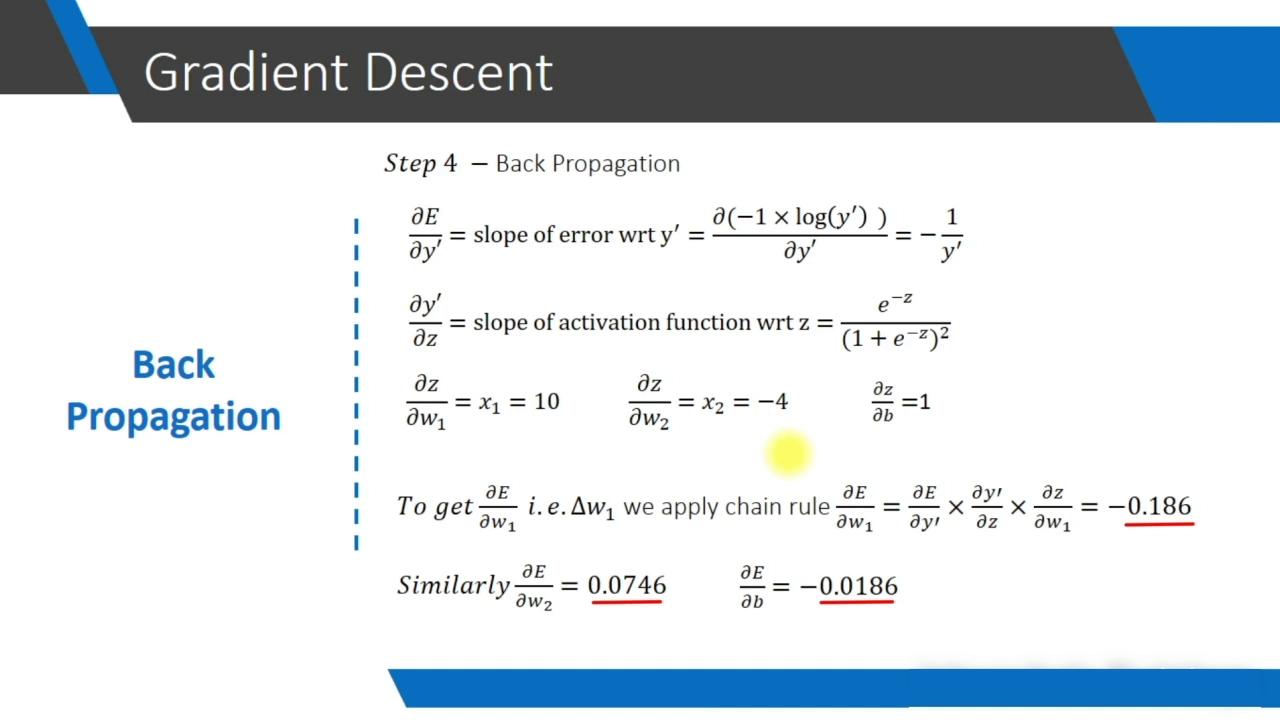 Gradient Descent
Step 4 − Back Propagation
∂E/∂y′ = slope of error wrt y′ = ∂(−1 × log(y′) )/∂y′ = − 1/y′
∂y′/∂z = slope of activation function wrt z = e^−z/(1 + e^−z)^2
Back
Propagation
∂z/∂w₁ = x₁ = 10 ∂z/∂w₂ = x₂ = −4 ∂z/∂b =1
To get ∂E/∂w₁ i.e. Δw₁ we apply chain rule ∂E/∂w₁ = ∂E/∂y′ × ∂y′/∂z × ∂z/∂w₁ = −0.186
Similarly ∂E/∂w₂ = 0.0746 ∂E/∂b = −0.0186